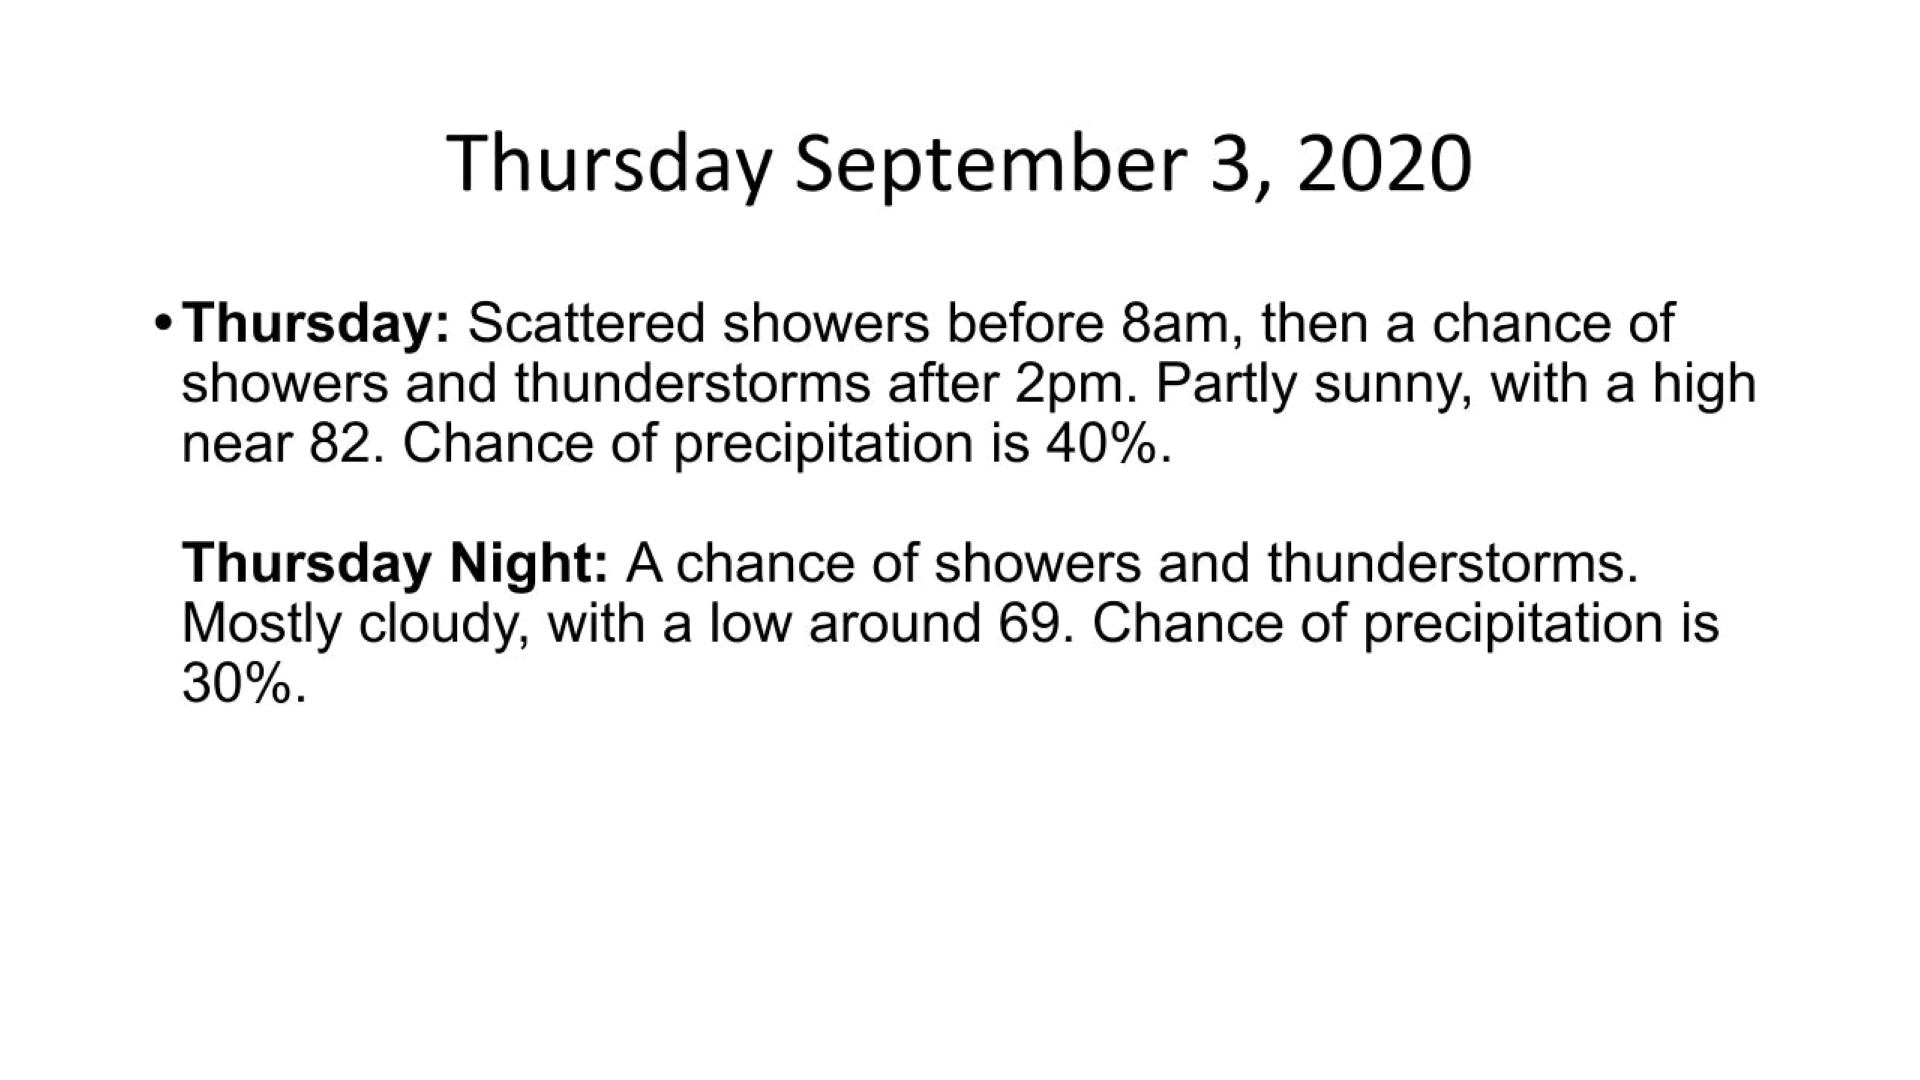 Thursday September 3, 2020
•Thursday: Scattered showers before 8am, then a chance of
showers and thunderstorms after 2pm. Partly sunny, with a high
near 82. Chance of precipitation is 40%.
Thursday Night: A chance of showers and thunderstorms.
Mostly cloudy, with a low around 69. Chance of precipitation is
30%.